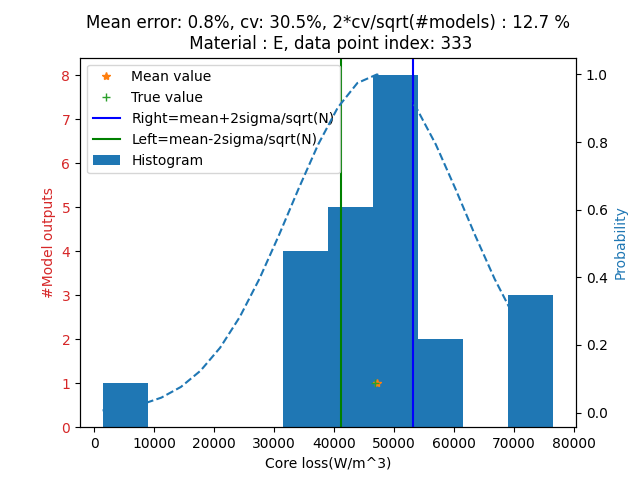 Mean error: 0.8%, cv: 30.5%, 2*cv/sqrt(#models) : 12.7 %
Material : E, data point index: 333
Mean value
True value
Right=mean+2sigma/sqrt(N)
Left=mean-2sigma/sqrt(N)
Histogram
8
7
6
5
4
3
2
1
0
#Model outputs
1.0
0.8
0.6
0.4
0.2
0.0
Probability
0 10000 20000 30000 40000 50000 60000 70000 80000
Core loss(W/m^3)